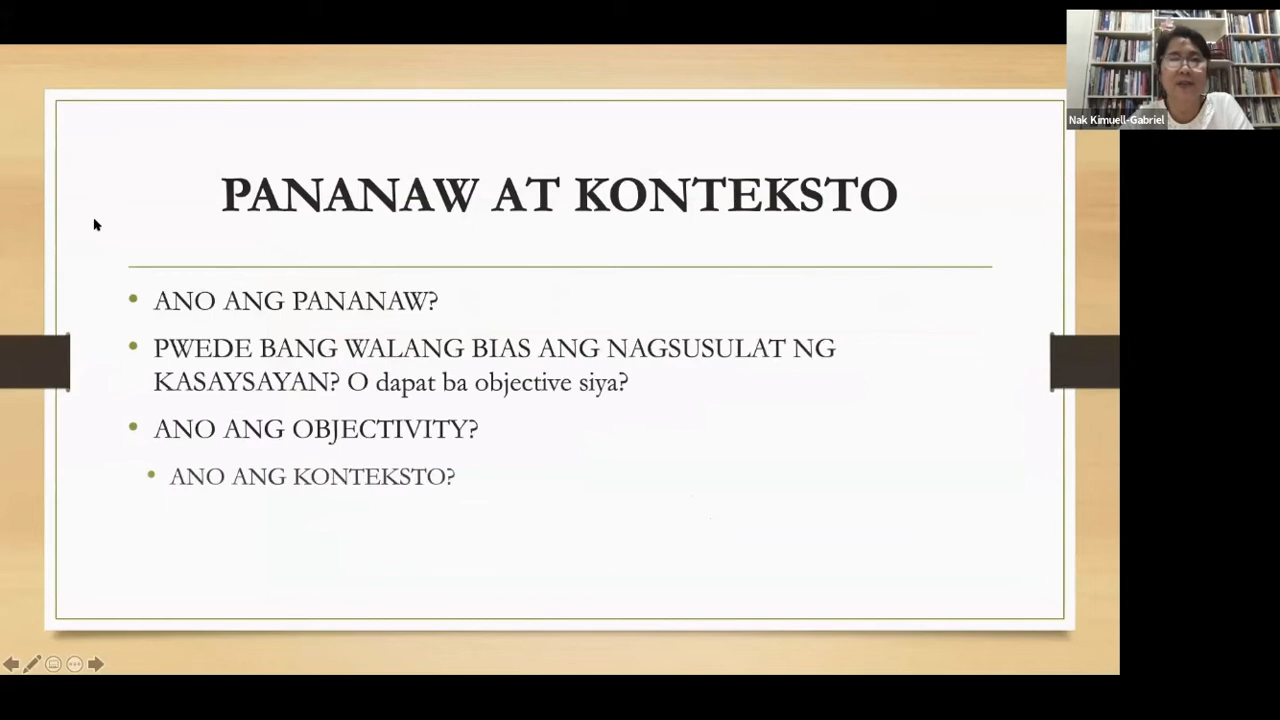 PANANAW AT KONTEKSTO
• ANO ANG PANANAW?
• PWEDE BANG WALANG BIAS ANG NAGSUSULAT NG
KASAYSAYAN? O dapat ba objective siya?
• ANO ANG OBJECTIVITY?
• ANO ANG KONTEKSTO?
Nak Kimuell-Gabriel